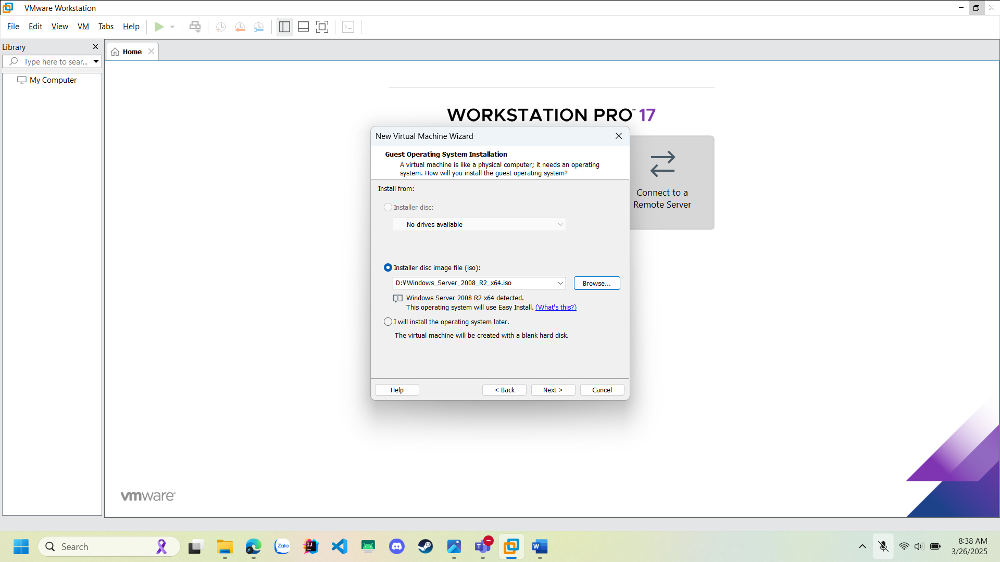 VMware Workstation
File Edit View VM Tabs Help
Library
Type here to sear...
My Computer
Home
WORKSTATION PRO™ 17
Connect to a
Remote Server
New Virtual Machine Wizard
Guest Operating System Installation
A virtual machine is like a physical computer; it needs an operating
system. How will you install the guest operating system?
Install from:
Installer disc:
No drives available
Installer disc image file (iso):
D:¥Windows_Server_2008_R2_x64.iso
Browse...
Windows Server 2008 R2 x64 detected.
This operating system will use Easy Install. (What's this?)
I will install the operating system later.
The virtual machine will be created with a blank hard disk.
Help
< Back
Next >
Cancel
vmware®
Search
Zalo
IJ
T
W
8:38 AM
3/26/2025